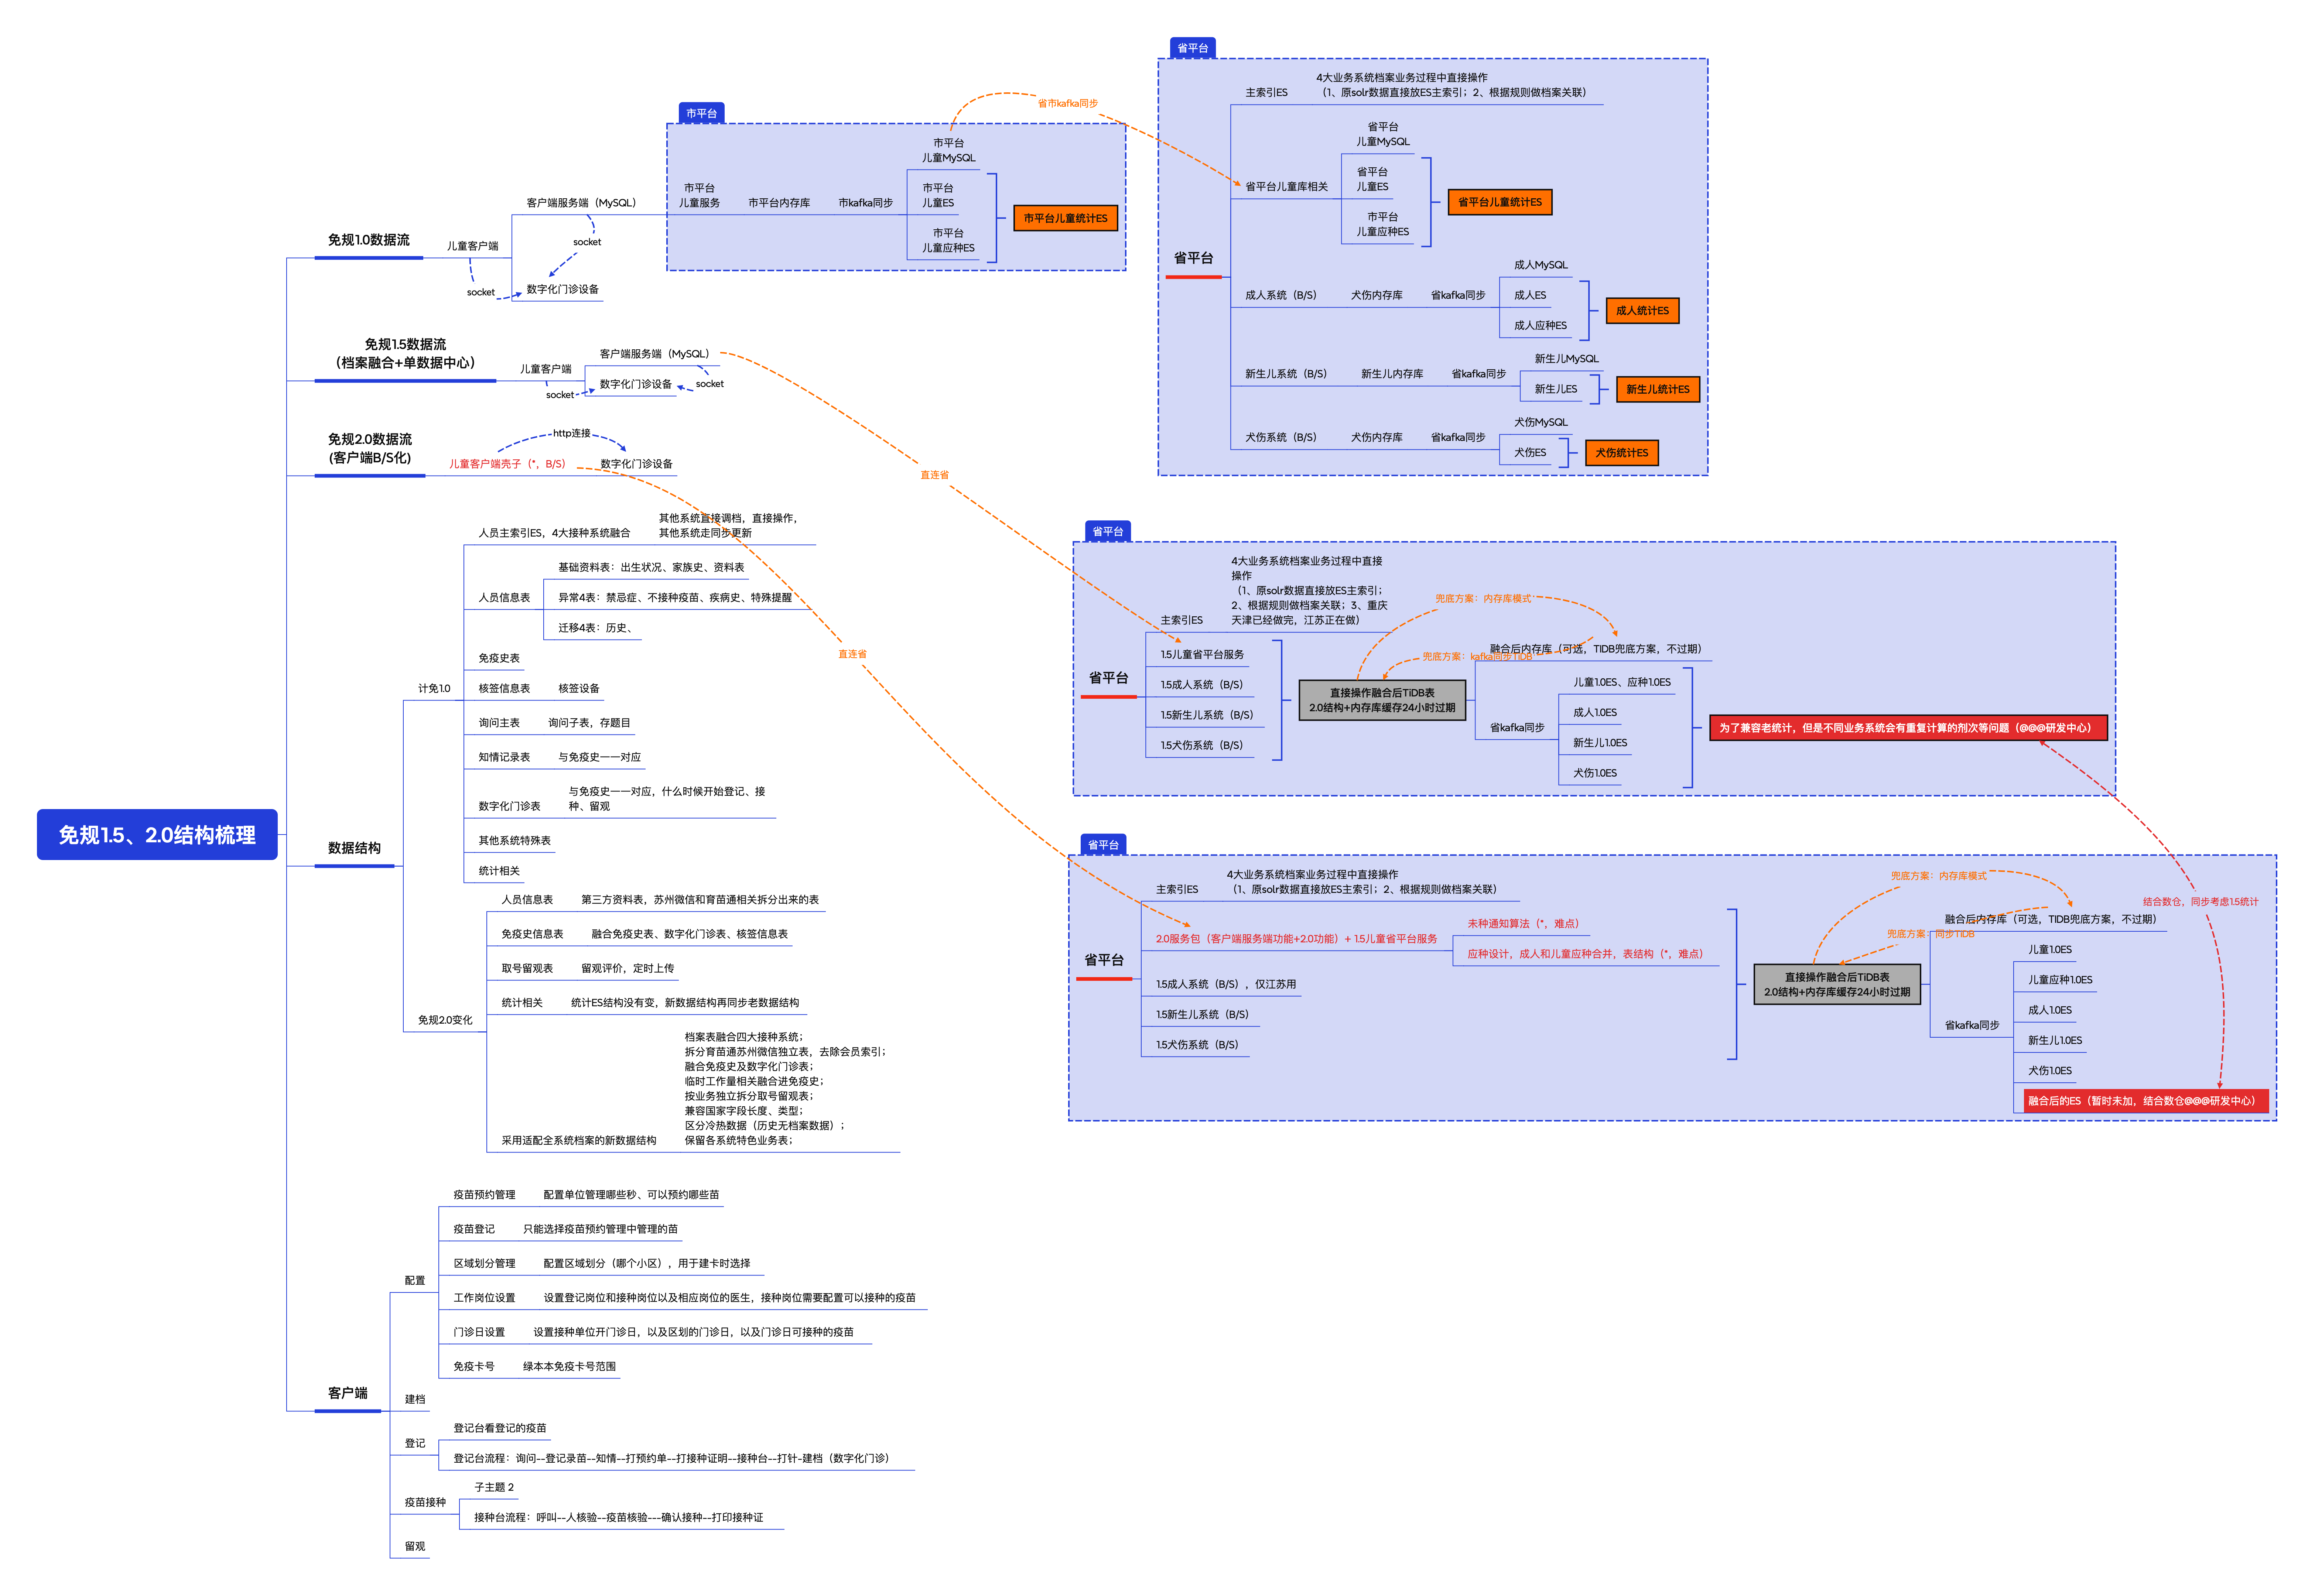 免规1.5、2.0结构梳理
免规1.0数据流
儿童客户端
客户端服务端（MySQL）
socket
socket
数字化门诊设备
市平台
市平台
儿童服务
市平台内存库
市kafka同步
市平台
儿童MySQL
市平台
儿童ES
市平台
儿童应种ES
市平台儿童统计ES
省市kafka同步
省平台
省平台
主索引ES
4大业务系统档案业务过程中直接操作
（1、原solr数据直接放ES主索引；2、根据规则做档案关联）
省平台儿童库相关
省平台
儿童MySQL
省平台
儿童ES
市平台
儿童应种ES
省平台儿童统计ES
成人系统（B/S）
犬伤内存库
省kafka同步
成人MySQL
成人ES
成人应种ES
成人统计ES
新生儿系统（B/S）
新生儿内存库
省kafka同步
新生儿MySQL
新生儿ES
新生儿统计ES
犬伤系统（B/S）
犬伤内存库
省kafka同步
犬伤MySQL
犬伤ES
犬伤统计ES
免规1.5数据流
（档案融合+单数据中心）
儿童客户端
客户端服务端（MySQL）
数字化门诊设备
socket
socket
直连省
省平台
省平台
主索引ES
4大业务系统档案业务过程中直接
操作
（1、原solr数据直接放ES主索引；
2、根据规则做档案关联；3、重庆
天津已经做完，江苏正在做）
1.5儿童省平台服务
1.5成人系统（B/S）
1.5新生儿系统（B/S）
1.5犬伤系统（B/S）
直接操作融合后TiDB表
2.0结构+内存库缓存24小时过期
兜底方案：内存库模式
兜底方案：kafka同步TiDB
融合后内存库（可选，TIDB兜底方案，不过期）
省kafka同步
儿童1.0ES、应种1.0ES
成人1.0ES
新生儿1.0ES
犬伤1.0ES
为了兼容老统计，但是不同业务系统会有重复计算的剂次等问题（@@@研发中心）
免规2.0数据流
（客户端B/S化）
儿童客户端壳子（*，B/S）
http连接
数字化门诊设备
直连省
省平台
省平台
主索引ES
4大业务系统档案业务过程中直接操作
（1、原solr数据直接放ES主索引；2、根据规则做档案关联）
2.0服务包（客户端服务端功能+2.0功能）+ 1.5儿童省平台服务
未种通知算法（*，难点）
应种设计，成人和儿童应种合并，表结构（*，难点）
1.5成人系统（B/S），仅江苏用
1.5新生儿系统（B/S）
1.5犬伤系统（B/S）
直接操作融合后TiDB表
2.0结构+内存库缓存24小时过期
兜底方案：内存库模式
兜底方案：同步TiDB
融合后内存库（可选，TIDB兜底方案，不过期）
省kafka同步
儿童1.0ES
儿童应种1.0ES
成人1.0ES
新生儿1.0ES
犬伤1.0ES
融合后的ES（暂时未加，结合数仓@@@研发中心）
结合数仓，同步考虑1.5统计
数据结构
计免1.0
人员主索引ES，4大接种系统融合
其他系统直接调档，直接操作，
其他系统走同步更新
人员信息表
基础资料表：出生状况、家族史、资料表
异常4表：禁忌症、不接种疫苗、疾病史、特殊提醒
迁移4表：历史、
免疫史表
核签信息表
核签设备
询问主表
询问子表，存题目
知情记录表
与免疫史一一对应
数字化门诊表
与免疫史一一对应，什么时候开始登记、接
种、留观
其他系统特殊表
统计相关
免规2.0变化
人员信息表
第三方资料表，苏州微信和育苗通相关拆分出来的表
免疫史信息表
融合免疫史表、数字化门诊表、核签信息表
取号留观表
留观评价，定时上传
统计相关
统计ES结构没有变，新数据结构再同步老数据结构
采用适配全系统档案的新数据结构
档案表融合四大接种系统；
拆分育苗通苏州微信独立表，去除会员索引；
融合免疫史及数字化门诊表；
临时工作量相关融合进免疫史；
按业务独立拆分取号留观表；
兼容国家字段长度、类型；
区分冷热数据（历史无档案数据）；
保留各系统特色业务表；
客户端
配置
疫苗预约管理
配置单位管理哪些秒、可以预约哪些苗
疫苗登记
只能选择疫苗预约管理中管理的苗
区域划分管理
配置区域划分（哪个小区），用于建卡时选择
工作岗位设置
设置登记岗位和接种岗位以及相应岗位的医生，接种岗位需要配置可以接种的疫苗
门诊日设置
设置接种单位开门诊日，以及区划的门诊日，以及门诊日可接种的疫苗
免疫卡号
绿本本免疫卡号范围
建档
登记
登记台看登记的疫苗
登记台流程：询问--登记录苗--知情--打预约单--打接种证明--接种台--打针-建档（数字化门诊）
疫苗接种
子主题 2
接种台流程：呼叫--人核验--疫苗核验---确认接种--打印接种证
留观